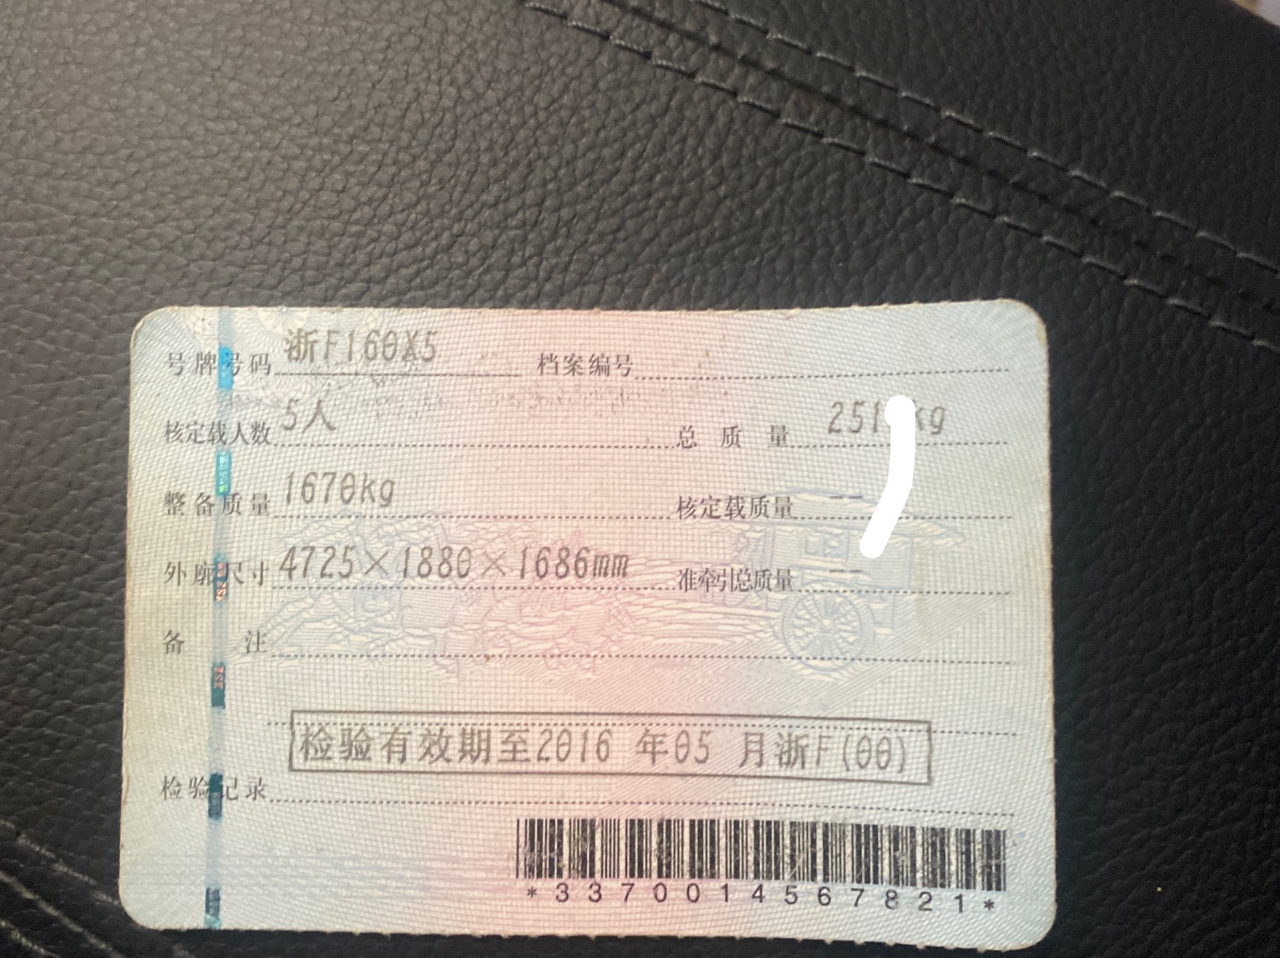 号牌号码 浙F160X5 档案编号
核定载人数 5人 总质量
整备质量 1670kg 核定载质量 --
外廓尺寸 4725×1880×1686mm 准牵引总质量 --
备注
检验有效期至2016 年05 月浙F(00)
检验记录
*3370014567821*